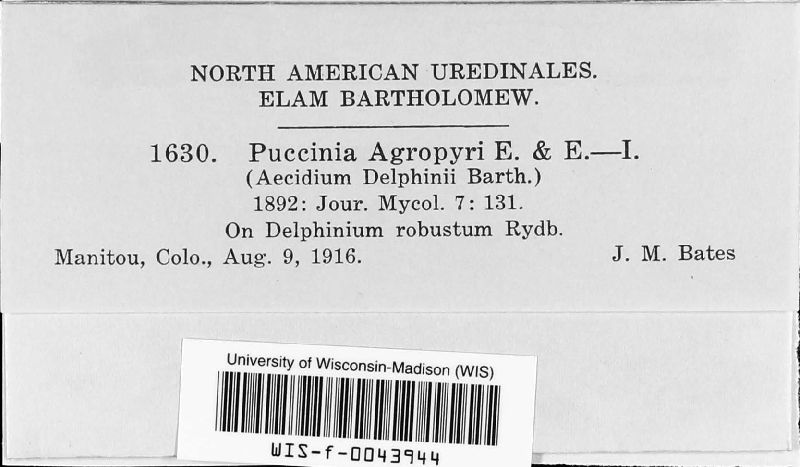 NORTH AMERICAN UREDINALES.
ELAM BARTHOLOMEW.
1630. Puccinia Agropyri E. & E.—I.
(Aecidium Delphinii Barth.)
1892: Jour. Mycol. 7: 131.
On Delphinium robustum Rydb.
Manitou, Colo., Aug. 9, 1916. J. M. Bates
University of Wisconsin-Madison (WIS)
WIS-f-0043944